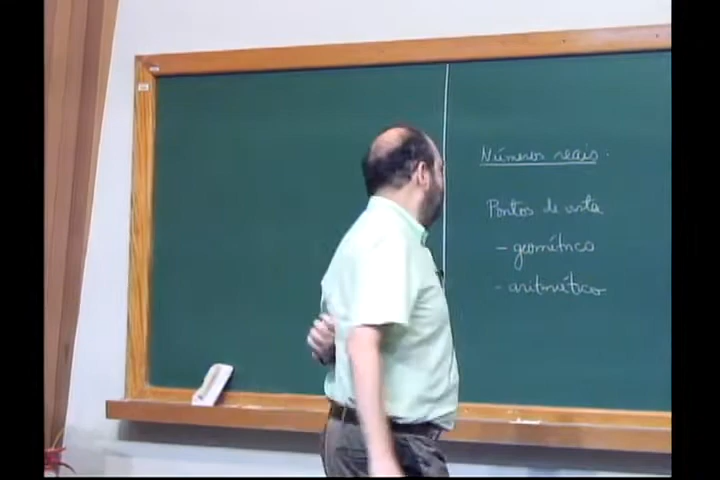 Números reais.
Pontos de vista
- geométrico
- aritmético